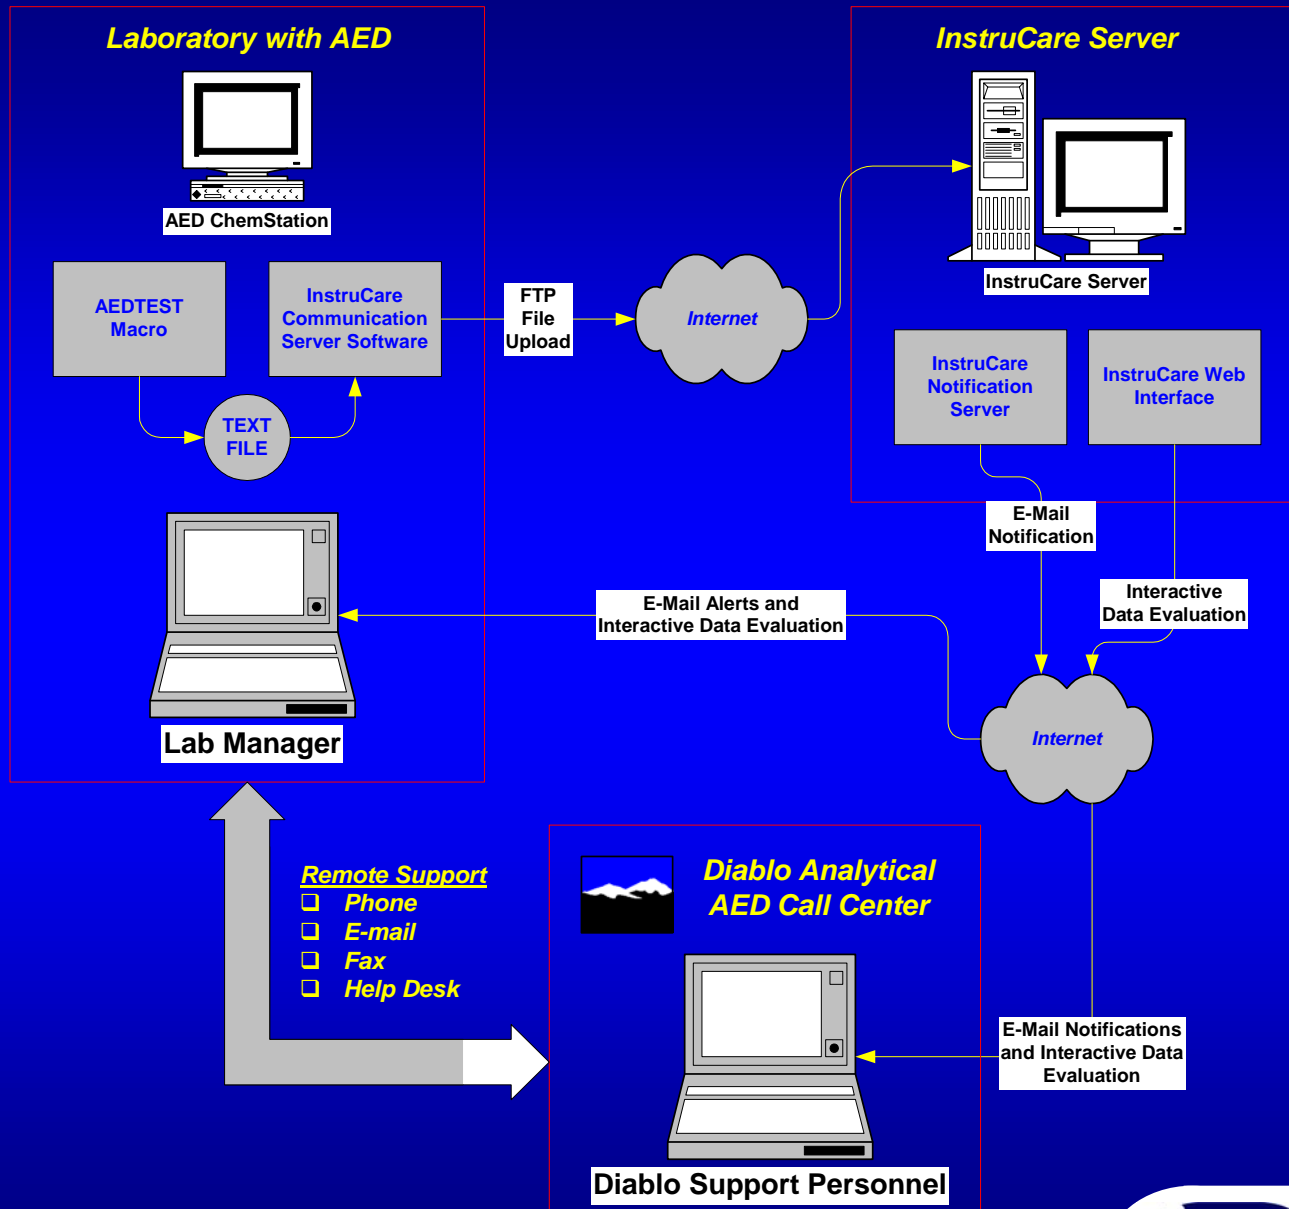 Laboratory with AED
AED ChemStation
AEDTEST
Macro
InstruCare
Communication
Server Software
TEXT
FILE
Lab Manager
FTP
File
Upload
Internet
InstruCare Server
InstruCare Server
InstruCare
Notification
Server
InstruCare Web
Interface
E-Mail
Notification
Interactive
Data Evaluation
E-Mail Alerts and
Interactive Data Evaluation
Internet
Remote Support
Phone
E-mail
Fax
Help Desk
Diablo Analytical
AED Call Center
E-Mail Notifications
and Interactive Data
Evaluation
Diablo Support Personnel